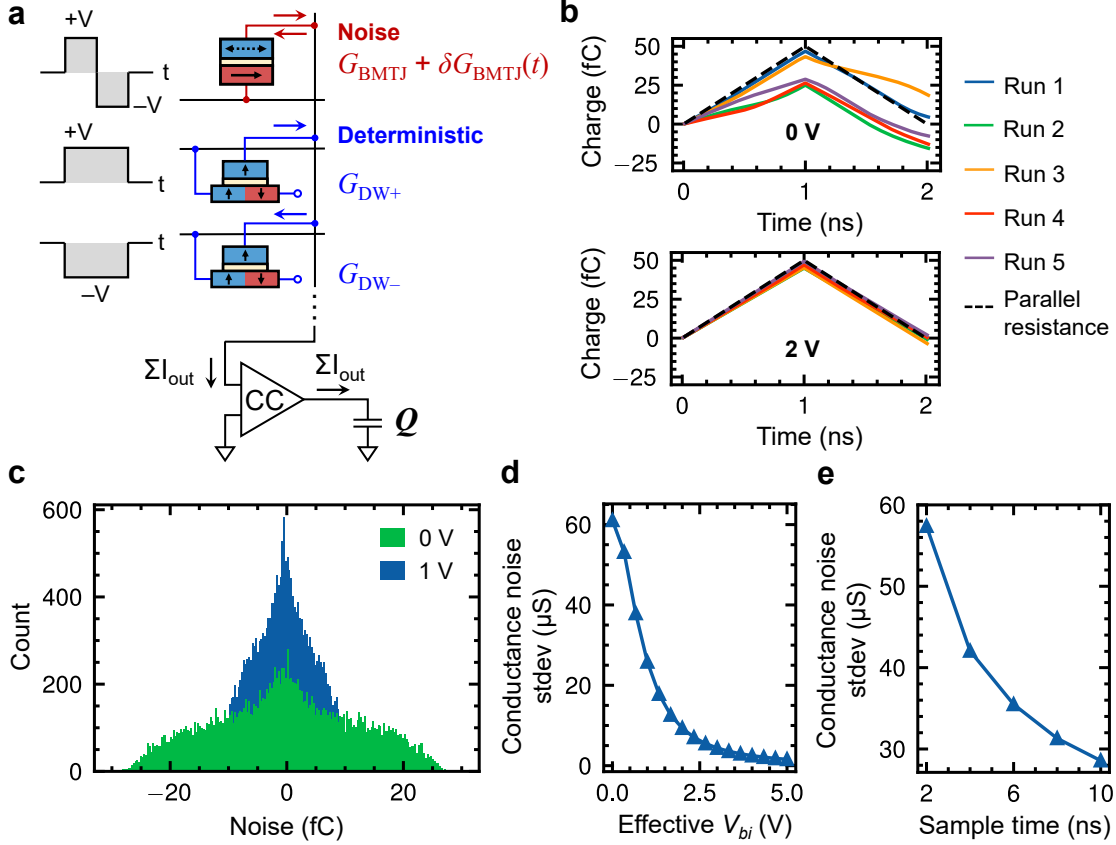 a
+V
t
−V
Noise
G_BMTJ + δG_BMTJ(t)
+V
t
Deterministic
G_DW+
t
−V
G_DW−
ΣI_out
ΣI_out
CC
Q
b
Charge (fC)
50
25
0
−25
0 V
0
1
2
Time (ns)
Charge (fC)
50
25
0
−25
2 V
0
1
2
Time (ns)
Run 1
Run 2
Run 3
Run 4
Run 5
Parallel
resistance
c
Count
600
400
200
0
0 V
1 V
−20
0
20
Noise (fC)
d
Conductance noise
stdev (μS)
60
40
20
0
0.0
2.5
5.0
Effective V_bi (V)
e
Conductance noise
stdev (μS)
60
50
40
30
2
6
10
Sample time (ns)